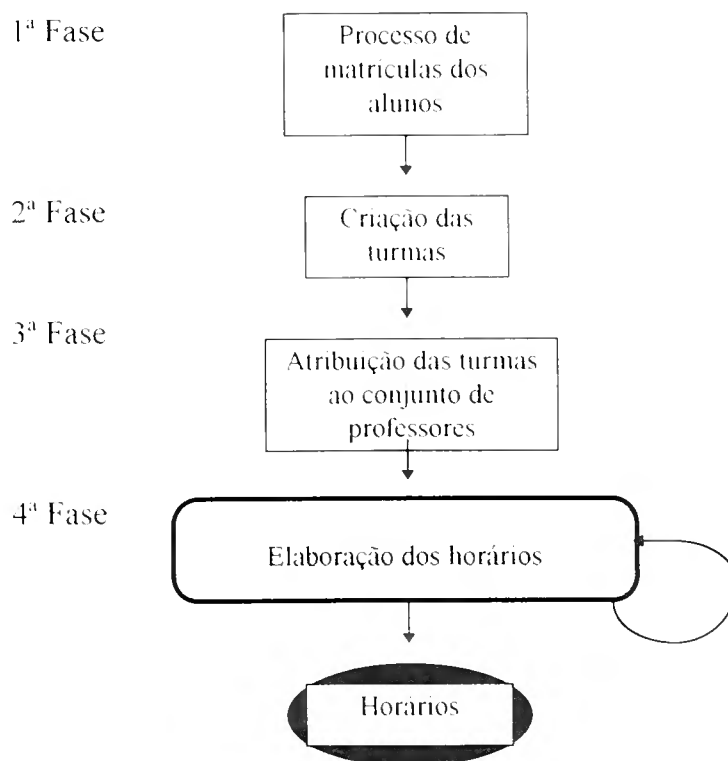 1ª Fase
Processo de
matriculas dos
alunos
2ª Fase
Criação das
turmas
3ª Fase
Atribuição das turmas
ao conjunto de
professores
4ª Fase
Elaboração dos horários
Horários